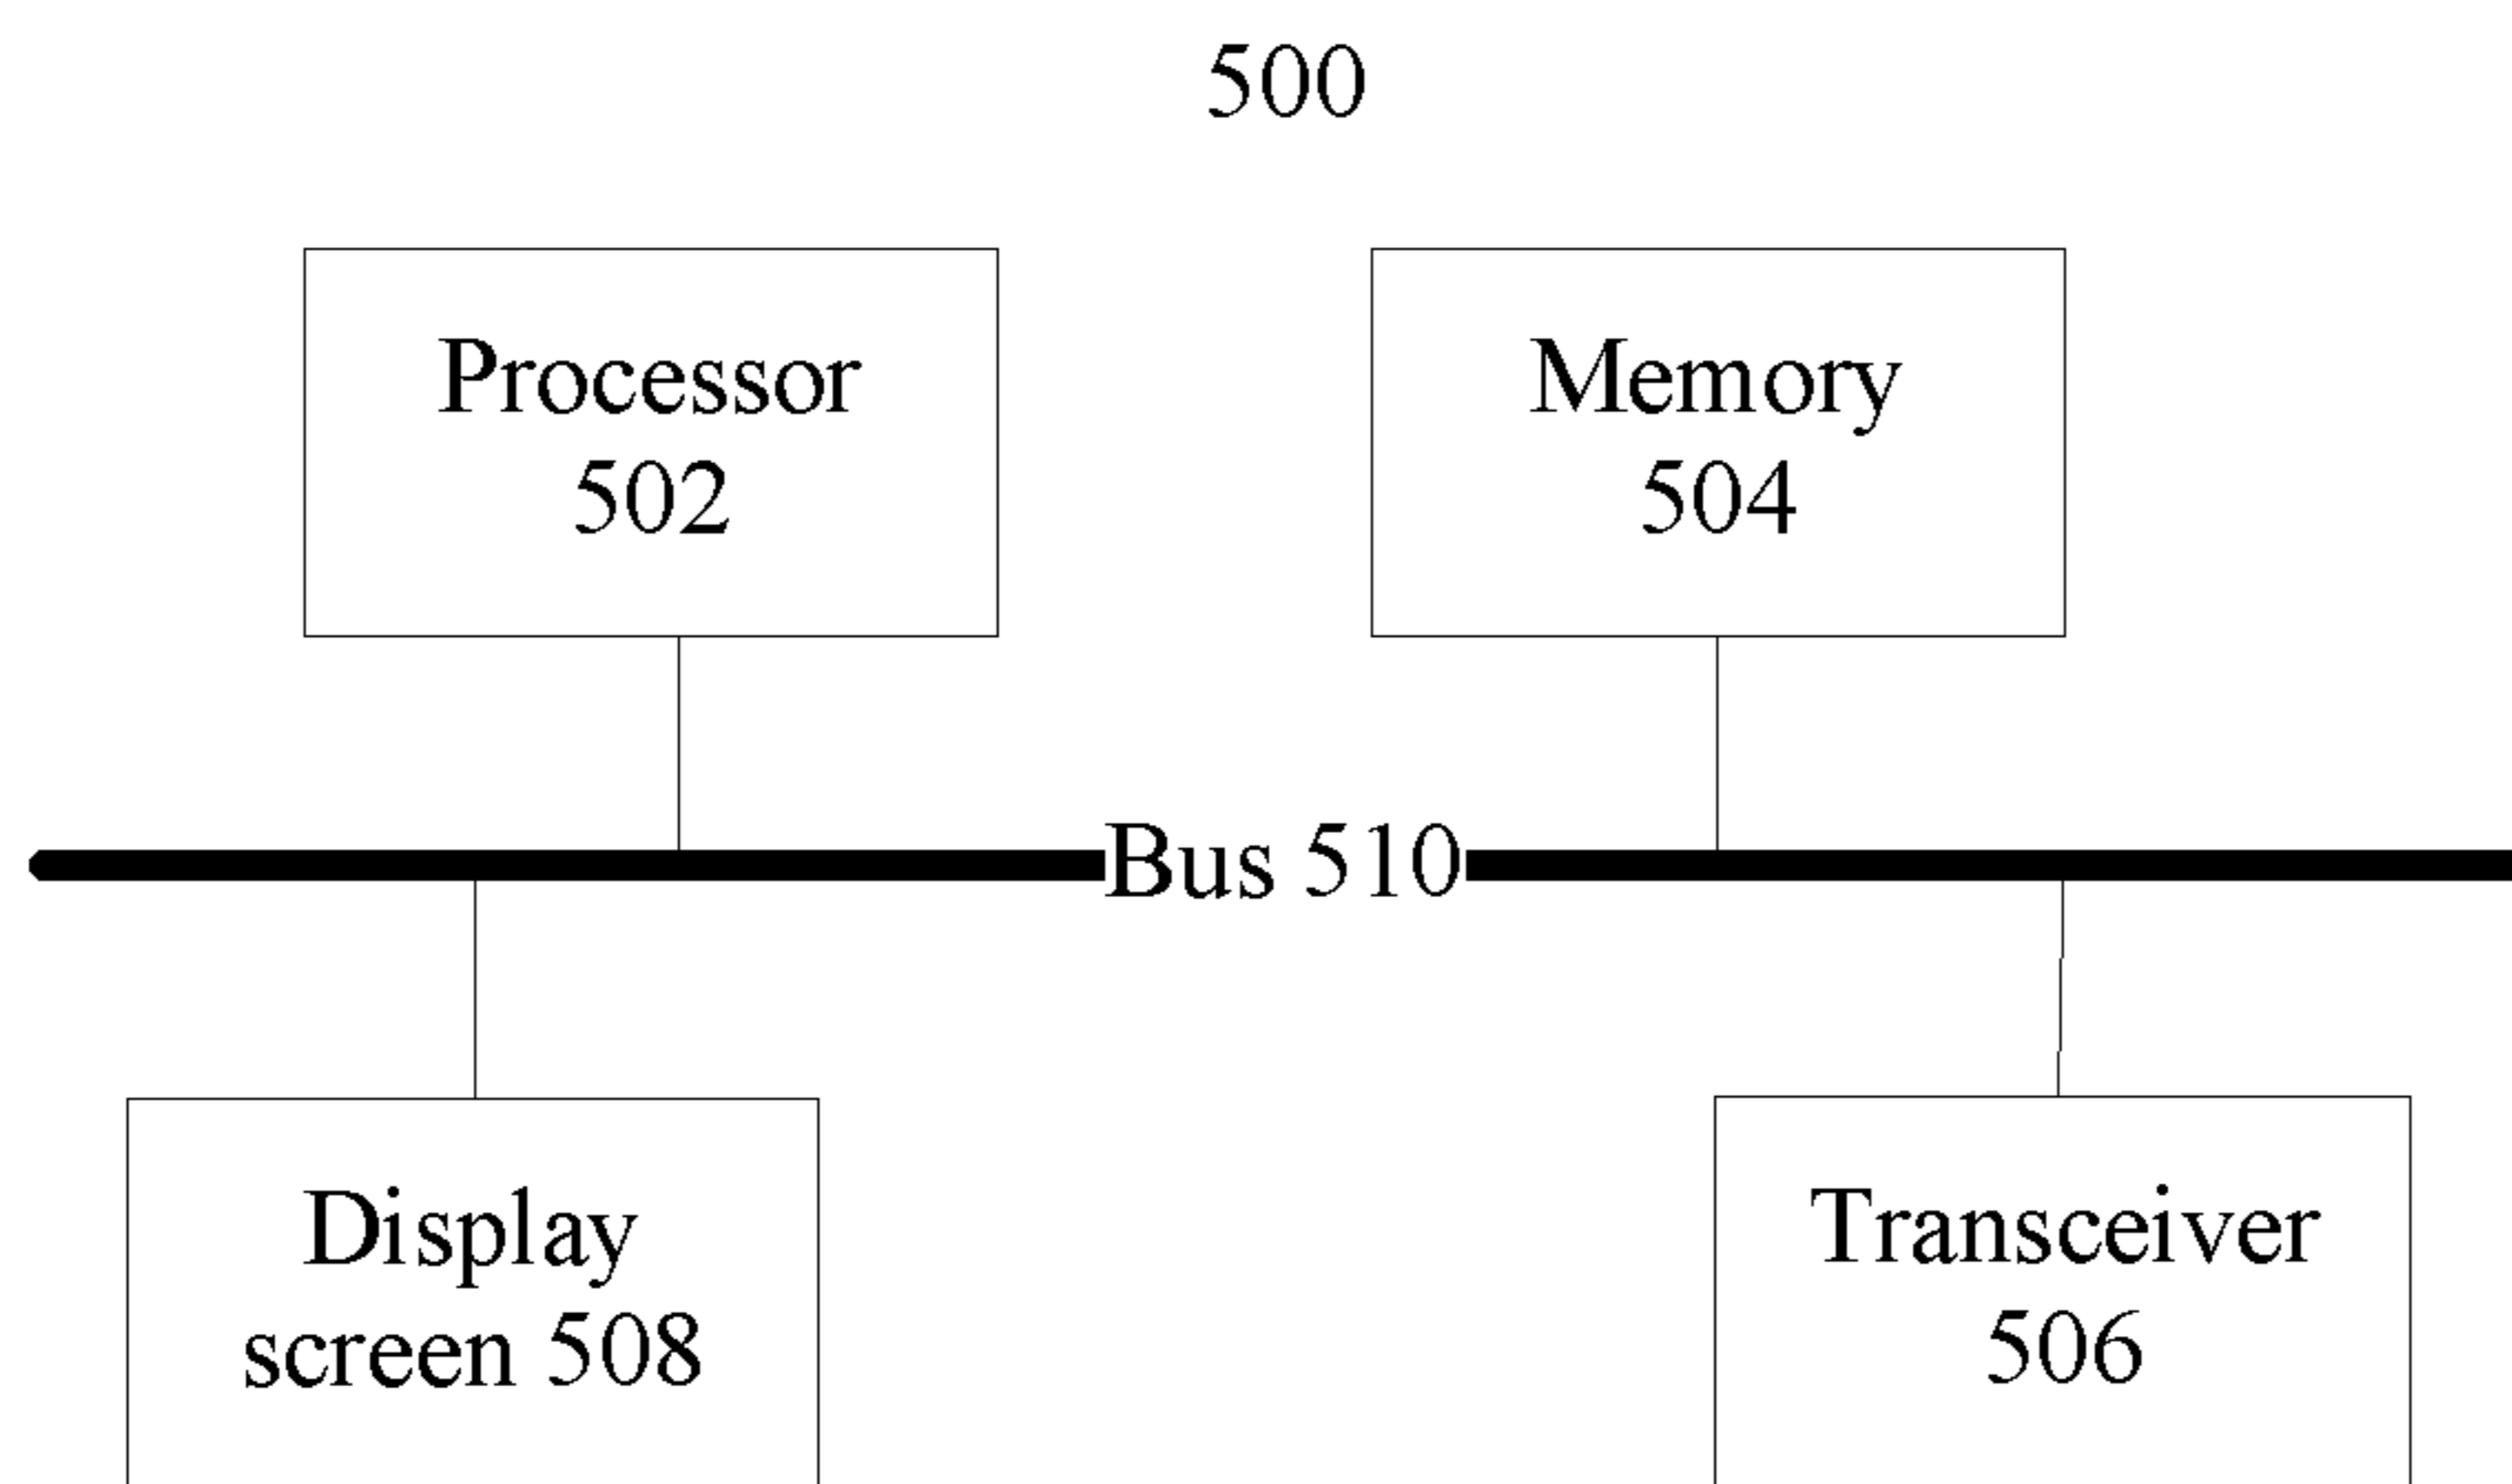 500
Processor
502
Memory
504
Bus 510
Display
screen 508
Transceiver
506